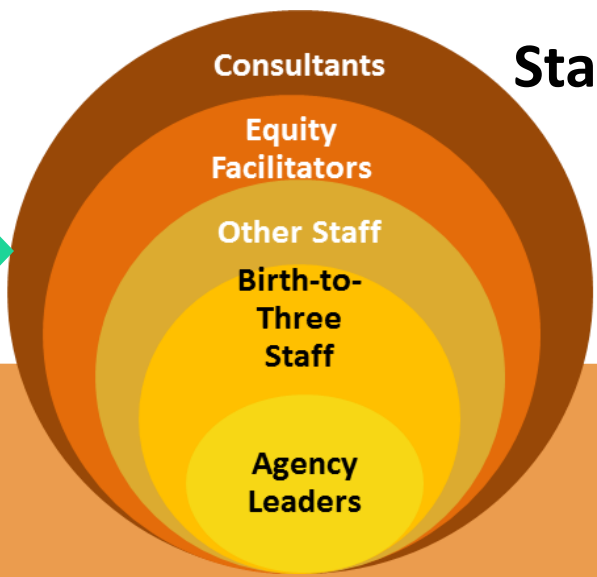 Consultants
Sta
Equity
Facilitators
Other Staff
Birth-to-
Three
Staff
Agency
Leaders